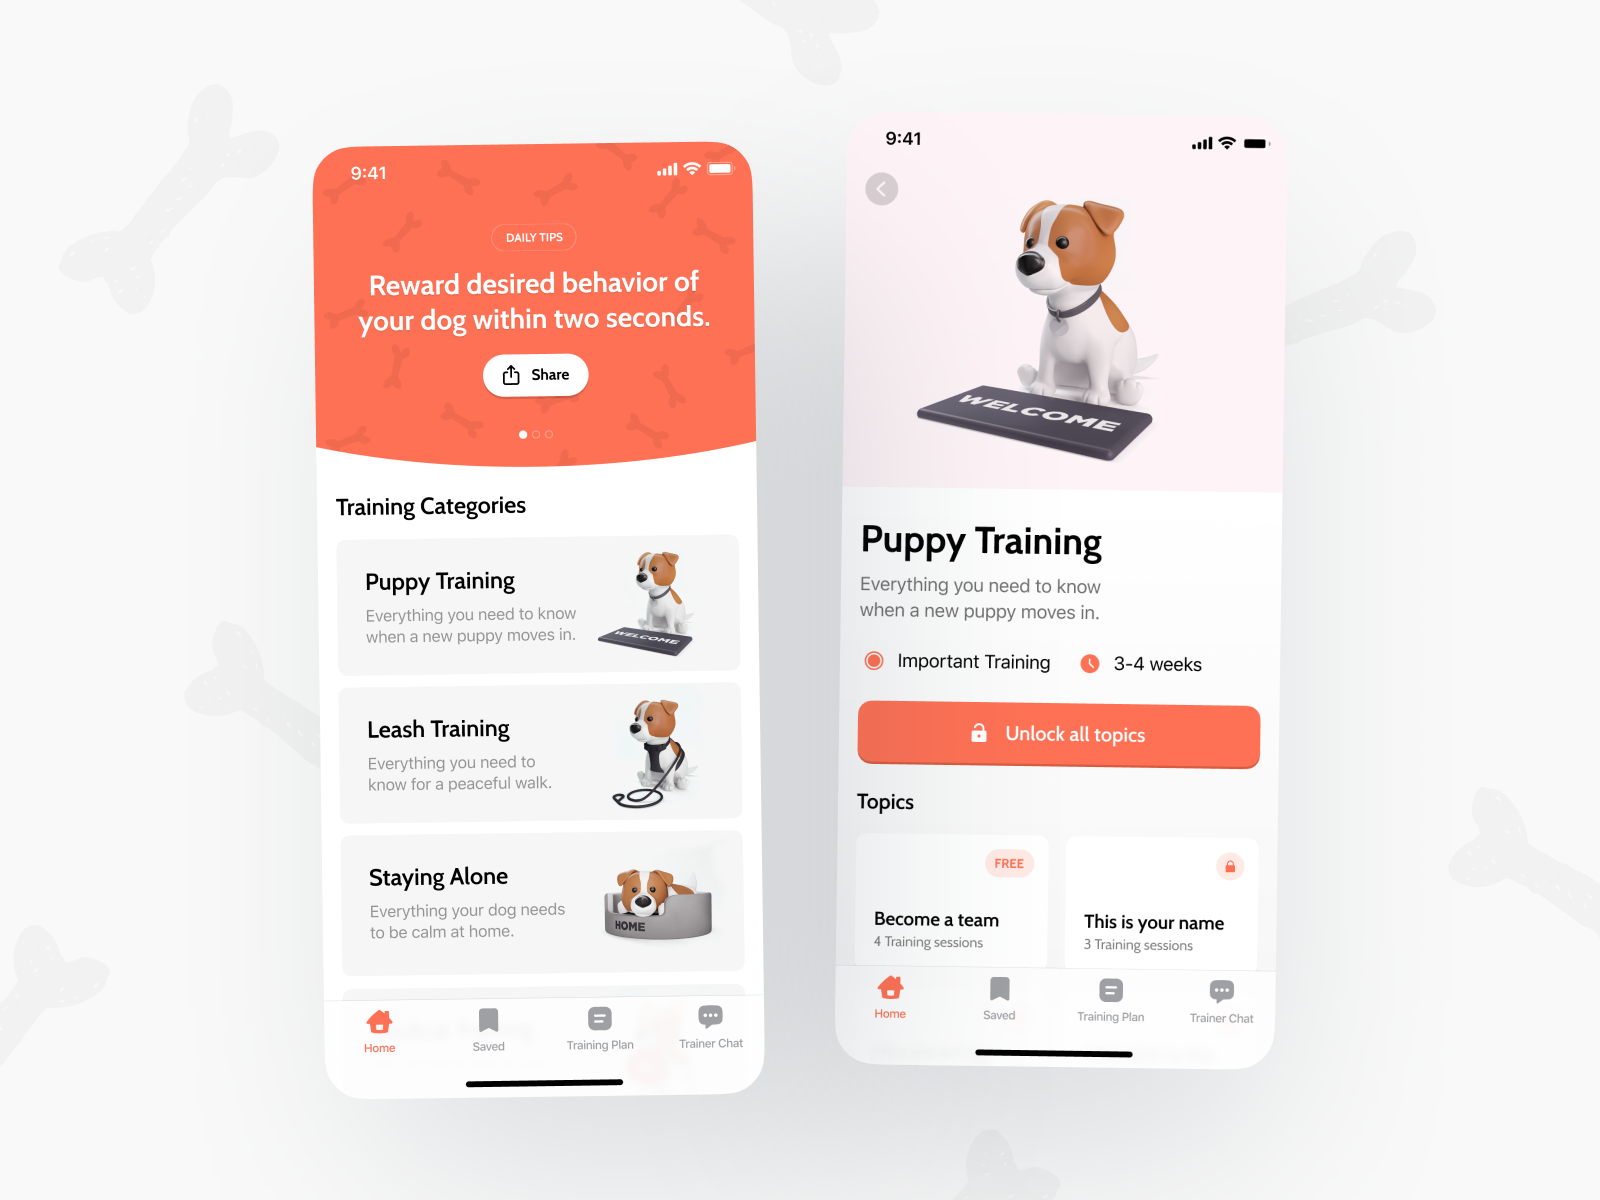 9:41
DAILY TIPS
Reward desired behavior of
your dog within two seconds.
Share
Training Categories
Puppy Training
Everything you need to know
when a new puppy moves in.
WELCOME
Leash Training
Everything you need to
know for a peaceful walk.
Staying Alone
Everything your dog needs
to be calm at home.
HOME
Home
Saved
Training Plan
Trainer Chat
9:41
WELCOME
Puppy Training
Everything you need to know
when a new puppy moves in.
Important Training
3-4 weeks
Unlock all topics
Topics
FREE
Become a team
4 Training sessions
This is your name
3 Training sessions
Home
Saved
Training Plan
Trainer Chat